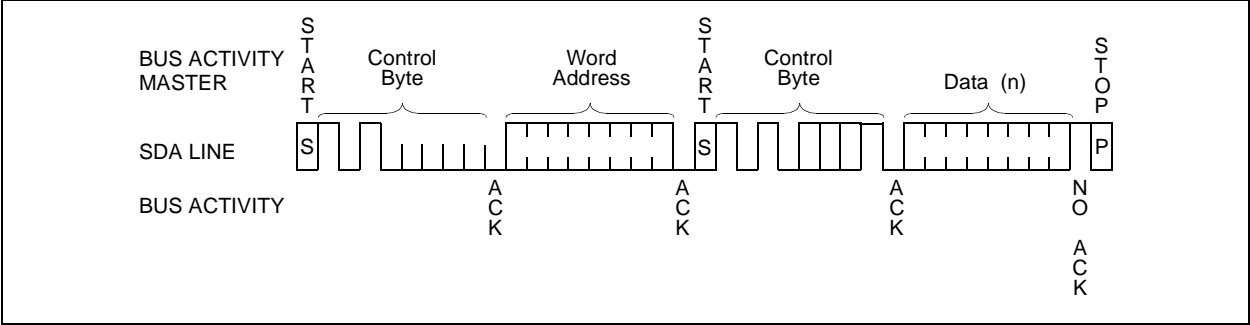 BUS ACTIVITY
MASTER
START
Control
Byte
Word
Address
START
Control
Byte
Data (n)
STOP
SDA LINE
S
S
P
BUS ACTIVITY
ACK
ACK
ACK
NO ACK